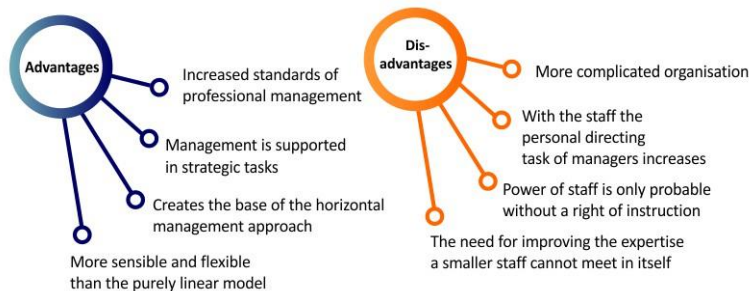 Advantages
Increased standards of
professional management
Management is supported
in strategic tasks
Creates the base of the horizontal
management approach
More sensible and flexible
than the purely linear model
Dis-
advantages
More complicated organisation
With the staff the
personal directing
task of managers increases
Power of staff is only probable
without a right of instruction
The need for improving the expertise
a smaller staff cannot meet in itself